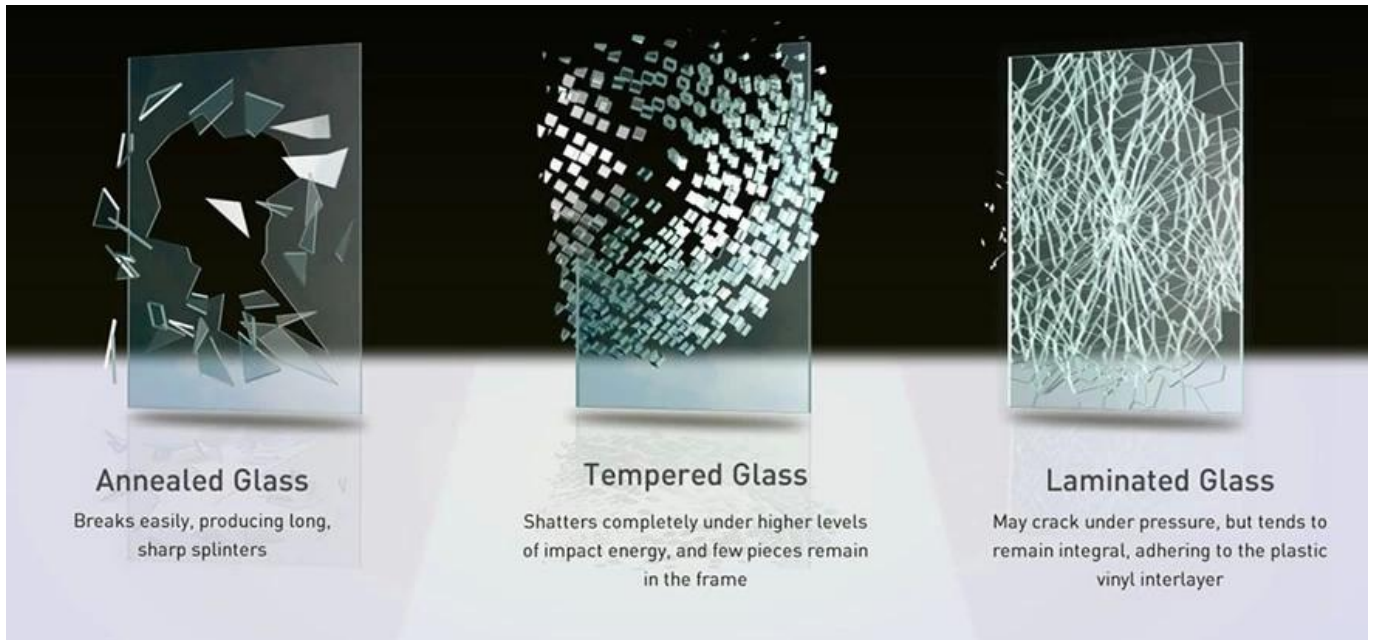 Annealed Glass
Breaks easily, producing long,
sharp splinters
Tempered Glass
Shatters completely under higher levels
of impact energy, and few pieces remain
in the frame
Laminated Glass
May crack under pressure, but tends to
remain integral, adhering to the plastic
vinyl interlayer